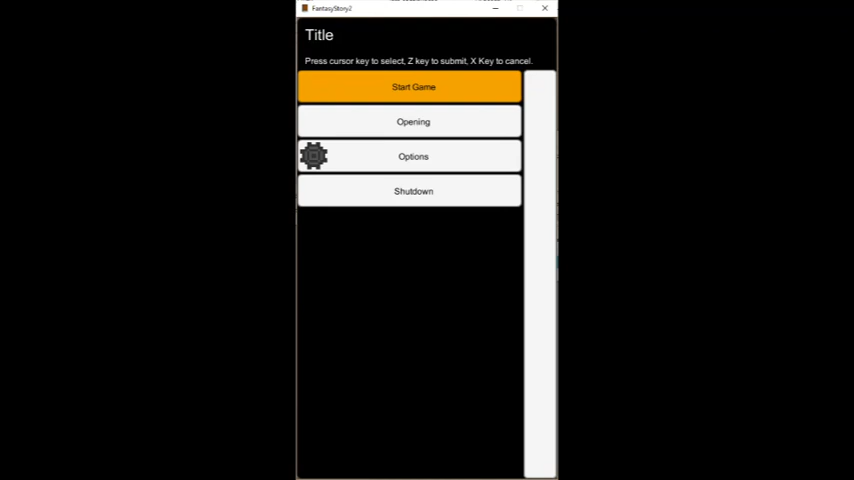 FantasyStory2
Title
Press cursor key to select, Z key to submit, X Key to cancel.
Start Game
Opening
Options
Shutdown